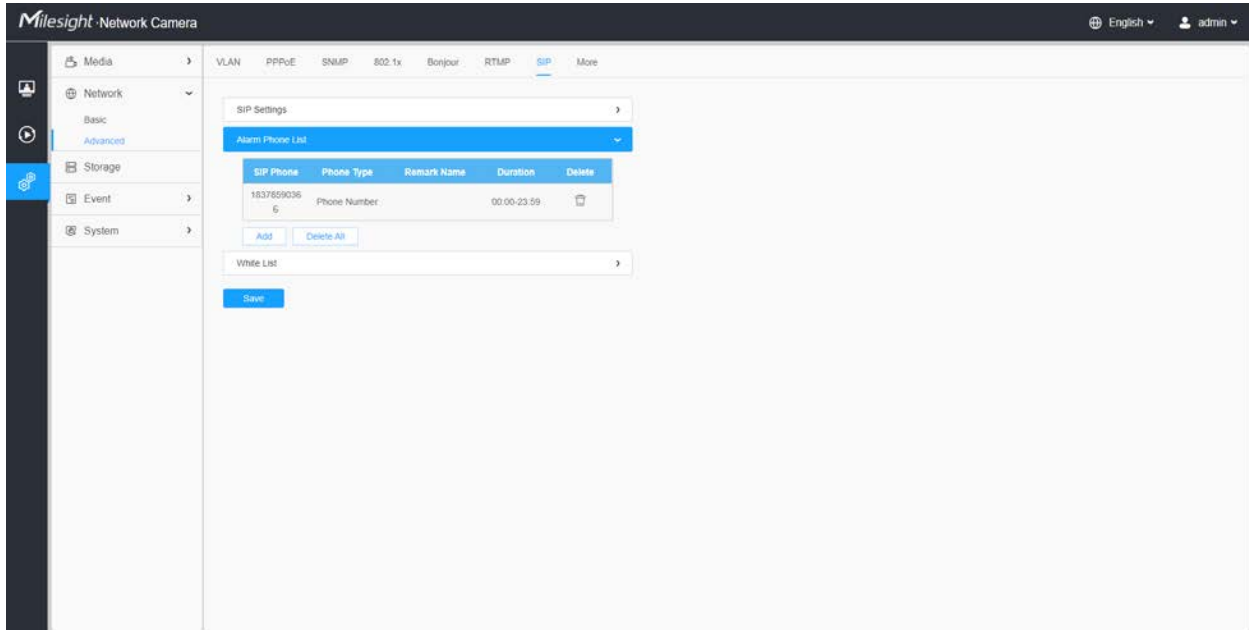 Milesight·Network Camera
English
admin
Media
VLAN PPPoE SNMP 802.1x Bonjour RTMP SIP More
Network
Basic
Advanced
Storage
Event
System
SIP Settings
Alarm Phone List
SIP Phone Phone Type Remark Name Duration Delete
1837859036
6
Phone Number
00:00-23:59
Add Delete All
White List
Save